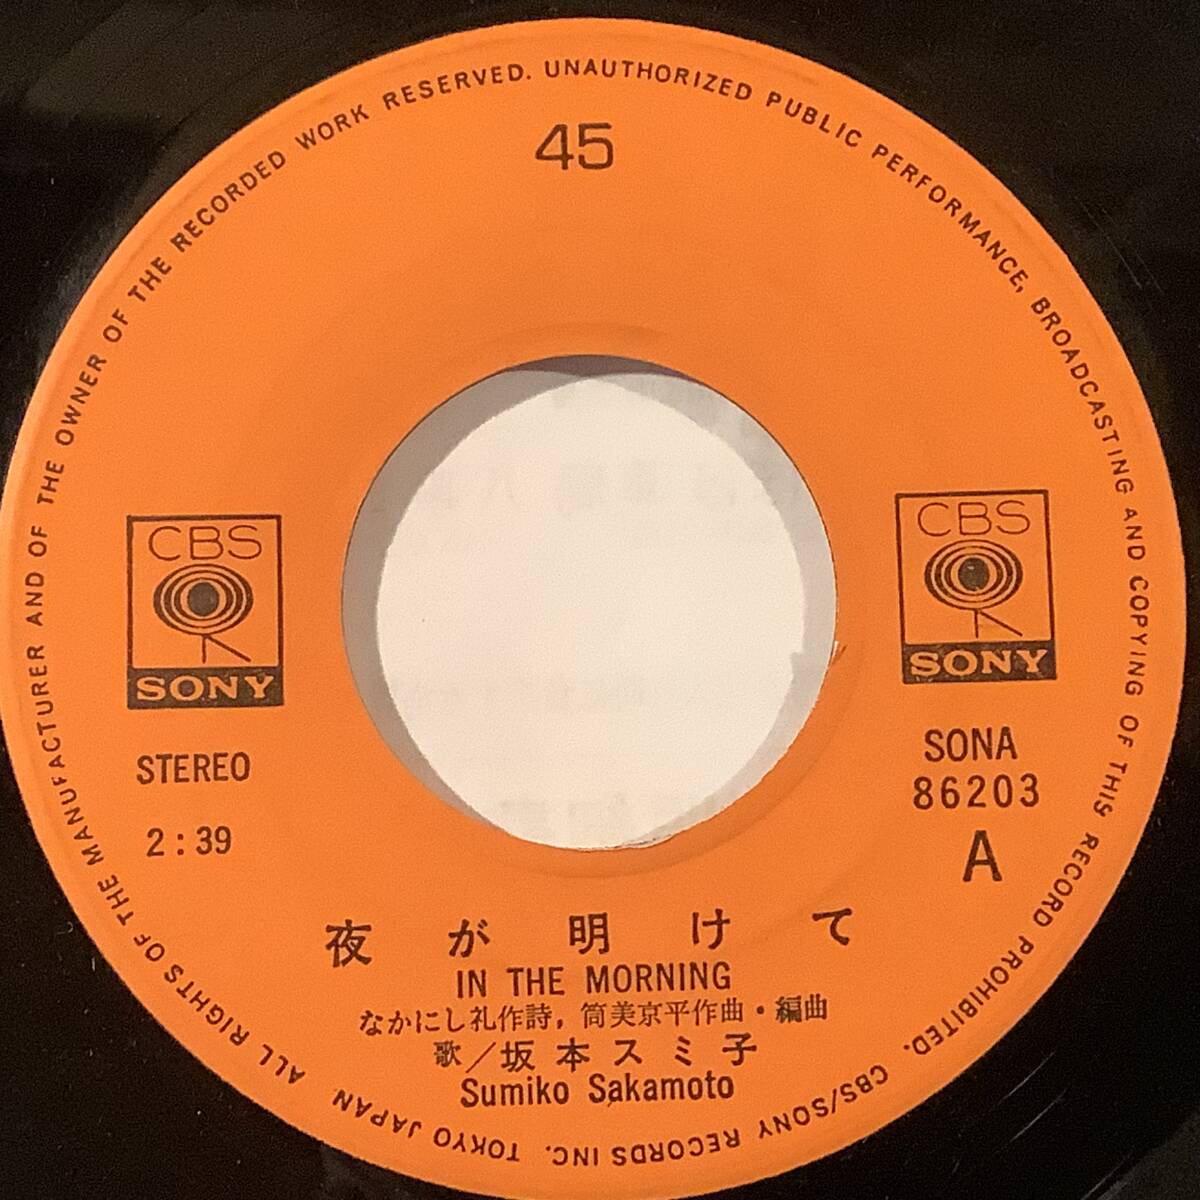 ALL RIGHTS OF THE MANUFACTURER AND OF THE OWNER OF THE RECORDED WORK RESERVED. UNAUTHORIZED PUBLIC PERFORMANCE, BROADCASTING AND COPYING OF THIS RECORD PROHIBITED. CBS/SONY RECORDS INC. TOKYO JAPAN
45
CBS
SONY
CBS
SONY
STEREO
2:39
SONA
86203
A
夜が明けて
IN THE MORNING
なかにし礼作詩, 筒美京平作曲・編曲
歌/坂本スミ子
Sumiko Sakamoto